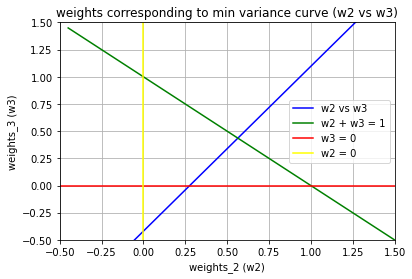 weights corresponding to min variance curve (w2 vs w3)
1.50
1.25
1.00
0.75
0.50
0.25
0.00
−0.25
−0.50
weights_3 (w3)
w2 vs w3
w2 + w3 = 1
w3 = 0
w2 = 0
−0.50 −0.25 0.00 0.25 0.50 0.75 1.00 1.25 1.50
weights_2 (w2)